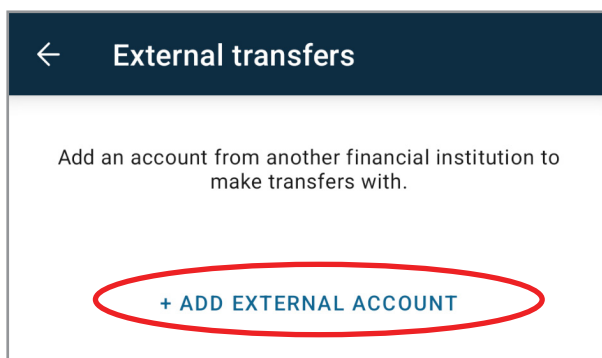 External transfers
Add an account from another financial institution to
make transfers with.
+ ADD EXTERNAL ACCOUNT